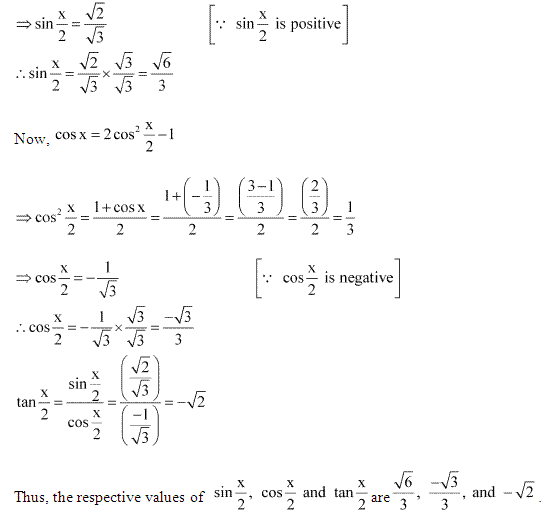 ⇒ sin x/2 = √2/√3 [∵ sin x/2 is positive]
∴ sin x/2 = √2/√3 × √3/√3 = √6/3
Now, cos x = 2cos² x/2 − 1
⇒ cos² x/2 = (1 + cos x)/2 = (1 + (−1/3))/2 = ((3−1)/3)/2 = (2/3)/2 = 1/3
⇒ cos x/2 = −1/√3 [∵ cos x/2 is negative]
∴ cos x/2 = −1/√3 × √3/√3 = −√3/3
tan x/2 = (sin x/2)/(cos x/2) = (√2/√3)/(−1/√3) = −√2
Thus, the respective values of sin x/2, cos x/2 and tan x/2 are √6/3, −√3/3, and −√2.